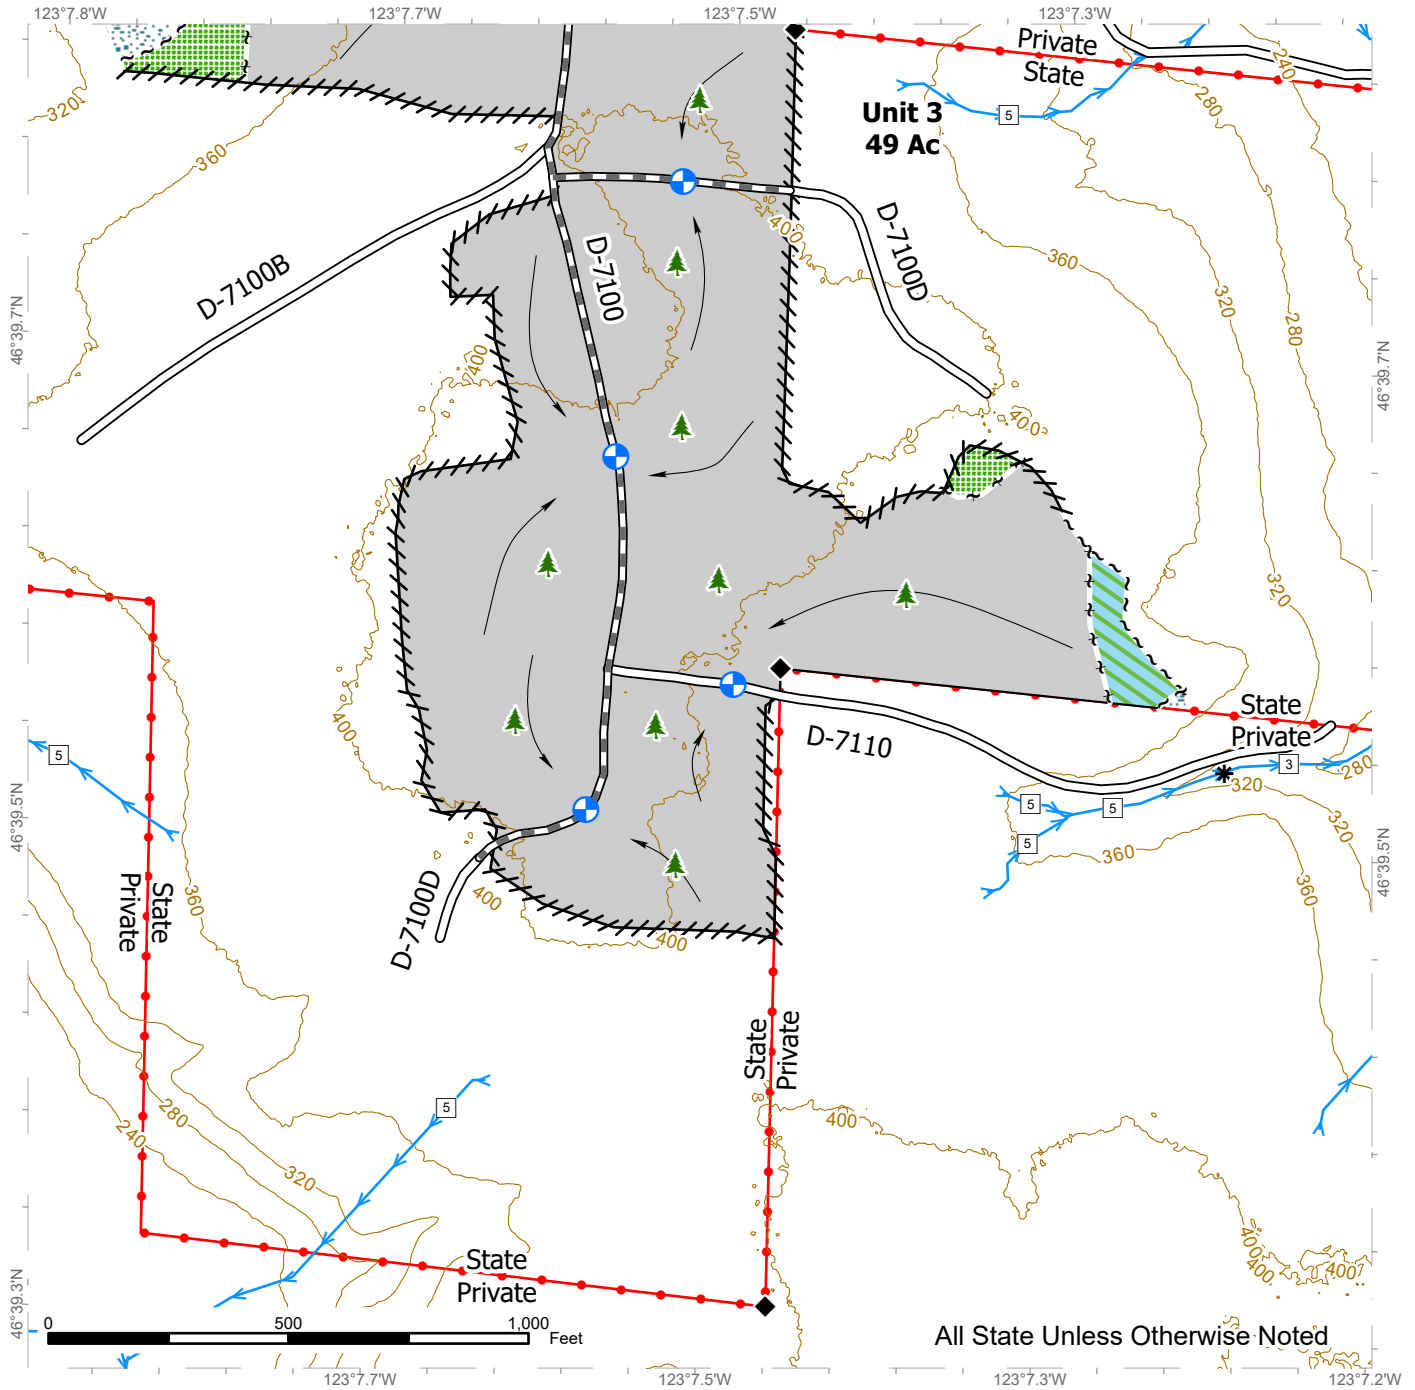 123°7.8'W
123°7.7'W
123°7.5'W
123°7.3'W
Private
State
240
280
320
360
Unit 3
49 Ac
5
400
D-7100B
D-7100
D-7100D
360
320
280
46°39.7'N
46°39.7'N
400
400
320
400
State
Private
D-7110
5
3
280
320
5
5
320
5
360
360
46°39.5'N
46°39.5'N
360
State
Private
400
D-7100D
400
State
Private
5
400
280
240
320
400
400
400
State
Private
46°39.3'N
0
500
1,000
Feet
All State Unless Otherwise Noted
123°7.7'W
123°7.5'W
123°7.3'W
123°7.2'W